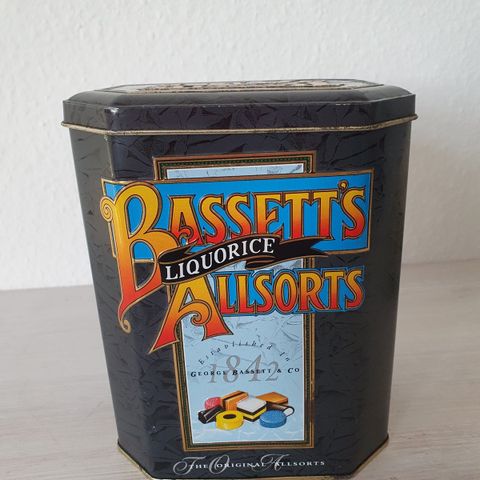 BASSETT'S
LIQUORICE
ALLSORTS
Established In
1842
GEORGE BASSETT & CO
THE ORIGINAL ALLSORTS